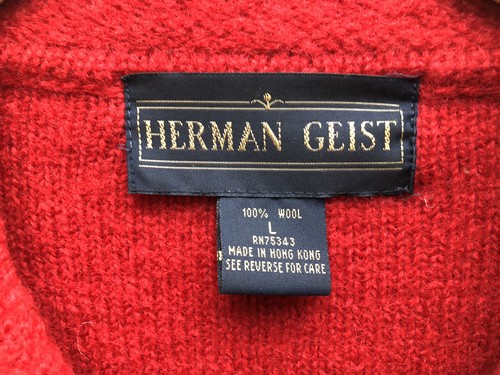 HERMAN GEIST
100% WOOL
L
RN75343
MADE IN HONG KONG
SEE REVERSE FOR CARE